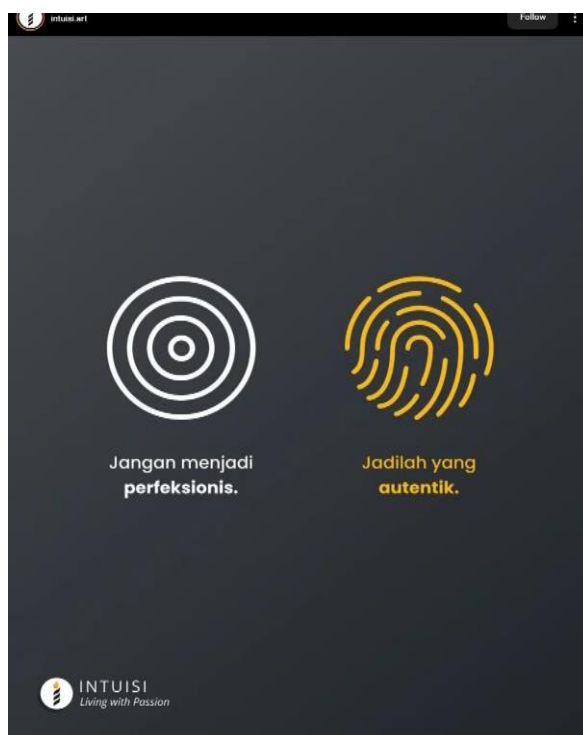 intuisi.art
Follow
Jangan menjadi
perfeksionis.
Jadilah yang
autentik.
INTUISI
Living with Passion